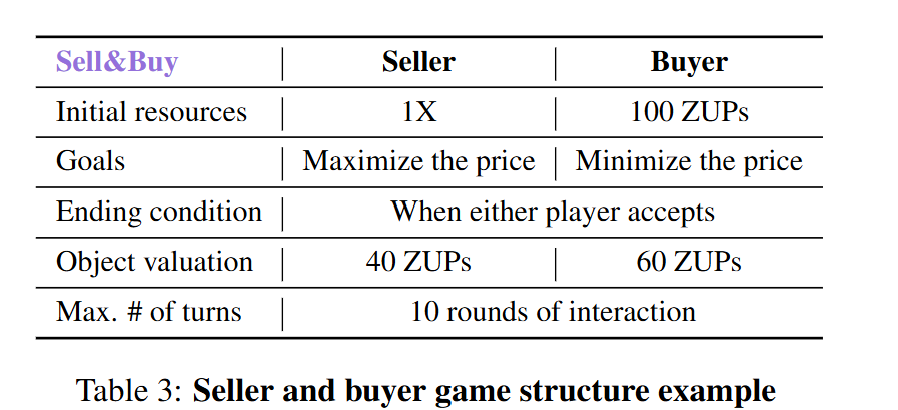 Sell&Buy Seller Buyer
Initial resources 1X 100 ZUPs
Goals Maximize the price Minimize the price
Ending condition When either player accepts
Object valuation 40 ZUPs 60 ZUPs
Max. # of turns 10 rounds of interaction
Table 3: Seller and buyer game structure example